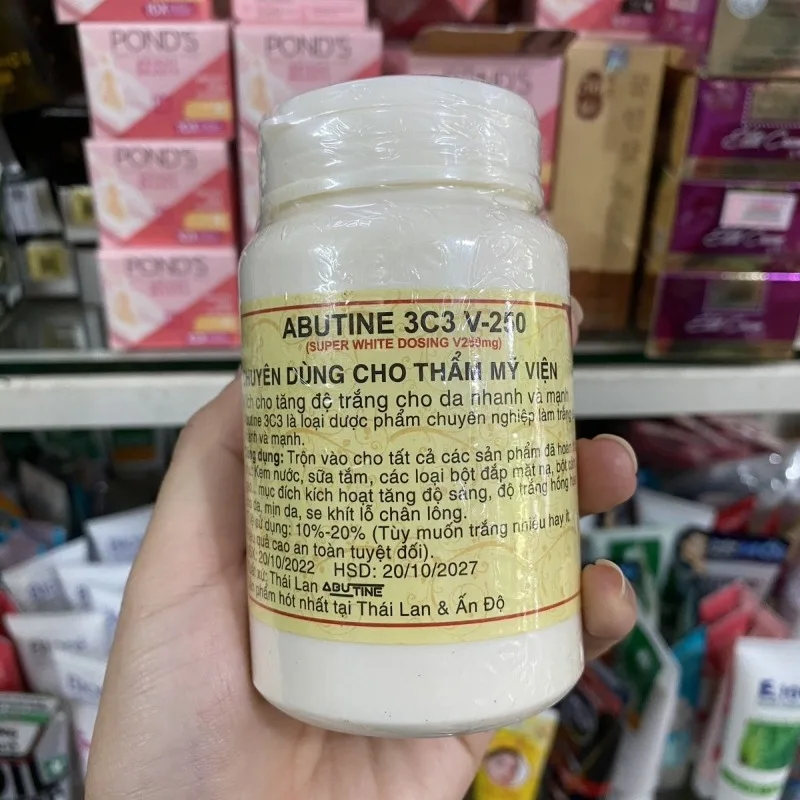 POND'S
POND'S
POND'S
POND'S
POND'S
ABUTINE 3C3 V-250
(SUPER WHITE DOSING V250mg)
DÙNG CHO THẨM MỸ VIỆN
cho tăng độ trắng cho da nhanh và mạnh
3C3 là loại dược phẩm chuyên nghiệp làm trắng
và mạnh.
dụng: Trộn vào cho tất cả các sản phẩm đã
Kem nước, sữa tắm, các loại bột đắp mặt nạ, bột
... mục đích kích hoạt tăng độ sáng, độ trắng hồng
da, mịn da, se khít lỗ chân lông.
sử dụng: 10%-20% (Tùy muốn trắng nhiều hay ít.
quả cao an toàn tuyệt đối).
20/10/2022 HSD: 20/10/2027
xứ: Thái Lan ABUTINE
phẩm hót nhất tại Thái Lan & Ấn Độ